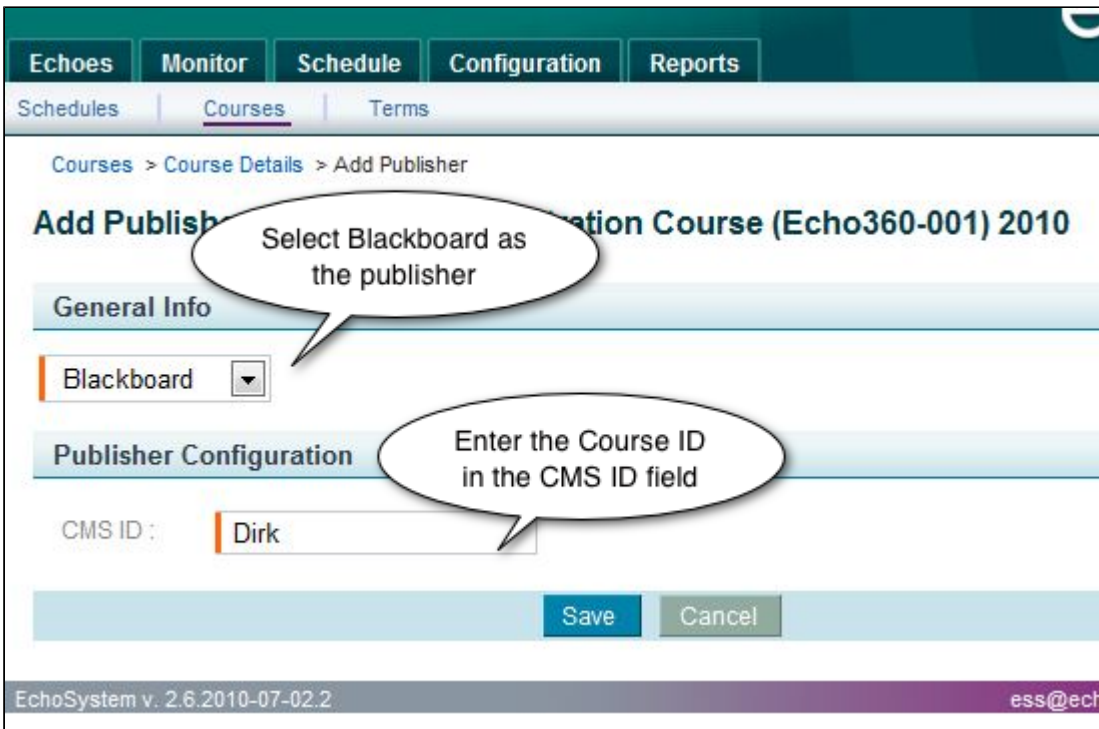 Echoes Monitor Schedule Configuration Reports
Schedules Courses Terms
Courses > Course Details > Add Publisher
Add Publish ation Course (Echo360-001) 2010
Select Blackboard as
the publisher
General Info
Blackboard
Publisher Configuration
Enter the Course ID
in the CMS ID field
CMS ID :
Dirk
Save Cancel
EchoSystem v. 2.6.2010-07-02.2 ess@ech